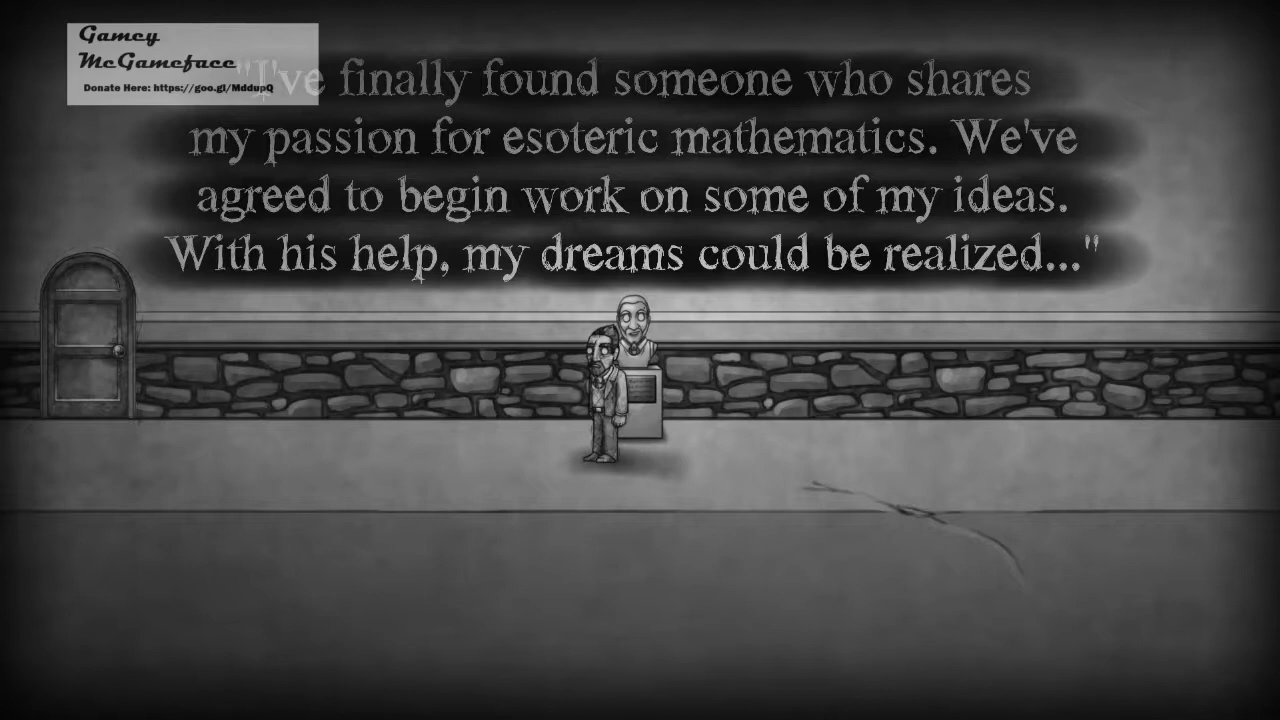 Gamey
McGameface
Donate Here: https://goo.gl/MddupQ
"I've finally found someone who shares
my passion for esoteric mathematics. We've
agreed to begin work on some of my ideas.
With his help, my dreams could be realized..."